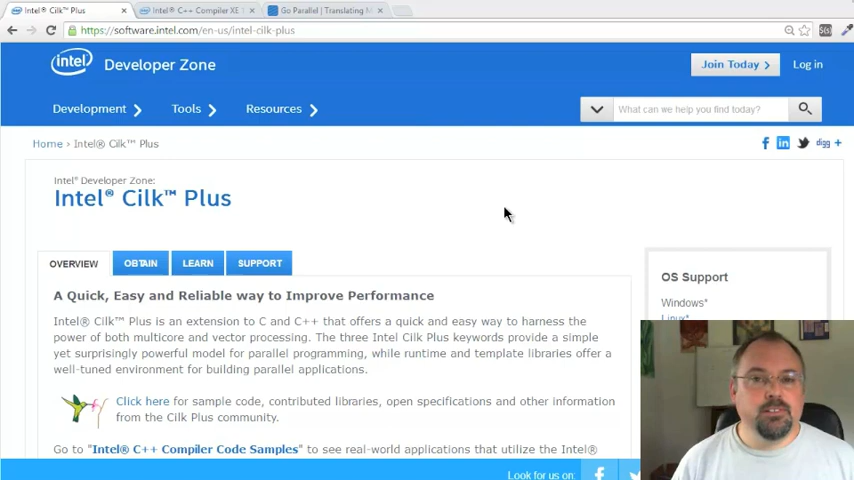 Intel® Cilk™ Plus
Intel® C++ Compiler XE
Go Parallel | Translating
https://software.intel.com/en-us/intel-cilk-plus
intel Developer Zone
Join Today
Log in
Development
Tools
Resources
What can we help you find today?
Home › Intel® Cilk™ Plus
digg
Intel® Developer Zone:
Intel® Cilk™ Plus
OVERVIEW OBTAIN LEARN SUPPORT
OS Support
Windows*
Linux*
A Quick, Easy and Reliable way to Improve Performance
Intel® Cilk™ Plus is an extension to C and C++ that offers a quick and easy way to harness the
power of both multicore and vector processing. The three Intel Cilk Plus keywords provide a simple
yet surprisingly powerful model for parallel programming, while runtime and template libraries offer a
well-tuned environment for building parallel applications.
Click here for sample code, contributed libraries, open specifications and other information
from the Cilk Plus community.
Go to "Intel® C++ Compiler Code Samples" to see real-world applications that utilize the Intel®
Look for us on: